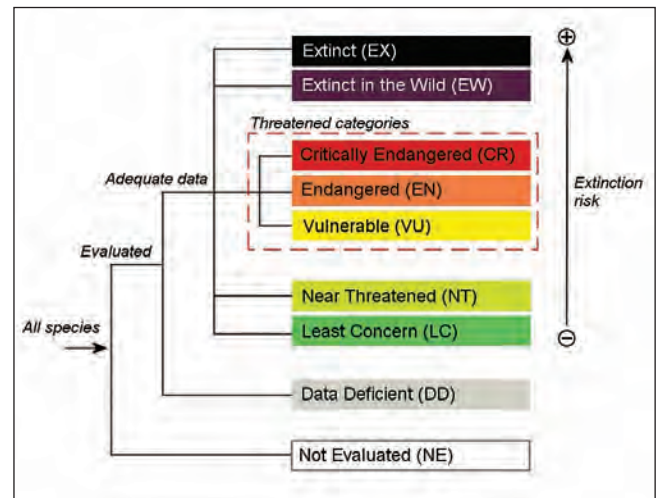 Extinct (EX)
Extinct in the Wild (EW)
Threatened categories
Critically Endangered (CR)
Adequate data
Endangered (EN)
Extinction
risk
Vulnerable (VU)
Evaluated
Near Threatened (NT)
All species
Least Concern (LC)
Data Deficient (DD)
Not Evaluated (NE)